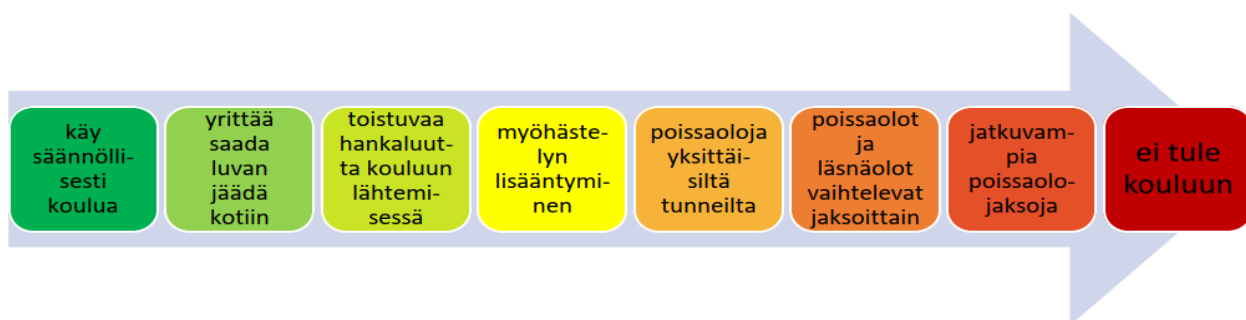 käy
säännölli-
sesti
koulua
yrittää
saada
luvan
jäädä
kotiin
toistuvaa
hankaluut-
ta kouluun
lähtemi-
sessä
myöhäste-
lyn
lisääntymi-
nen
poissaoloja
yksittäi-
siltä
tunneilta
poissaolot
ja
läsnäolot
vaihtelevat
jaksoittain
jatkuvam-
pia
poissaolo-
jaksoja
ei tule
kouluun